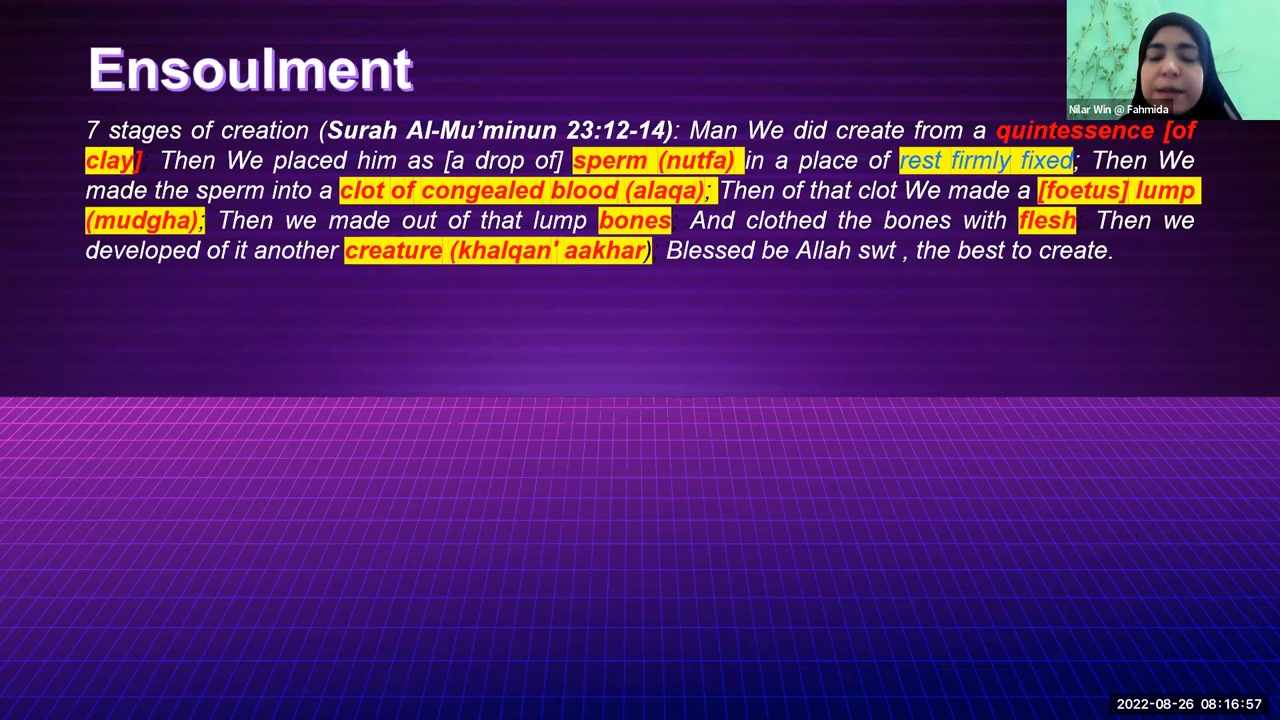 Ensoulment
Nilar Win @ Fahmida
7 stages of creation (Surah Al-Mu’minun 23:12-14): Man We did create from a quintessence [of
clay]; Then We placed him as [a drop of] sperm (nutfa) in a place of rest firmly fixed; Then We
made the sperm into a clot of congealed blood (alaqa); Then of that clot We made a [foetus] lump
(mudgha); Then we made out of that lump bones; And clothed the bones with flesh; Then we
developed of it another creature (khalqan' aakhar); Blessed be Allah swt , the best to create.
2022-08-26 08:16:57